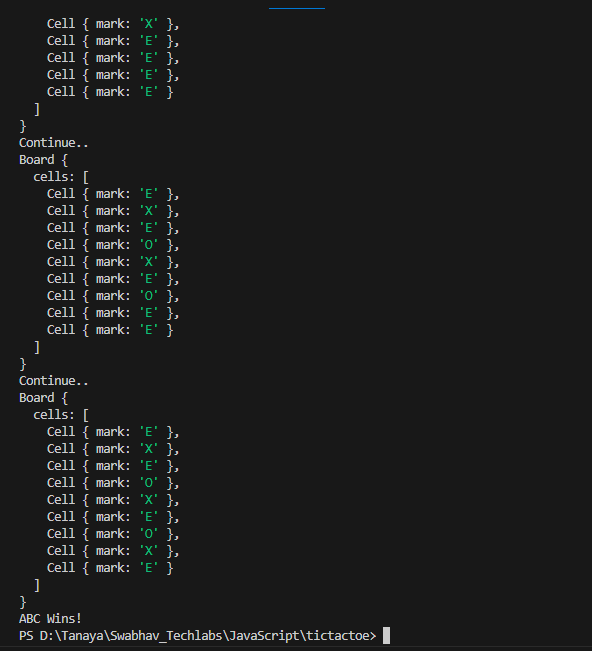 Cell { mark: 'X' },
    Cell { mark: 'E' },
    Cell { mark: 'E' },
    Cell { mark: 'E' },
    Cell { mark: 'E' }
  ]
}
Continue..
Board {
  cells: [
    Cell { mark: 'E' },
    Cell { mark: 'X' },
    Cell { mark: 'E' },
    Cell { mark: 'O' },
    Cell { mark: 'X' },
    Cell { mark: 'E' },
    Cell { mark: 'O' },
    Cell { mark: 'E' },
    Cell { mark: 'E' }
  ]
}
Continue..
Board {
  cells: [
    Cell { mark: 'E' },
    Cell { mark: 'X' },
    Cell { mark: 'E' },
    Cell { mark: 'O' },
    Cell { mark: 'X' },
    Cell { mark: 'E' },
    Cell { mark: 'O' },
    Cell { mark: 'X' },
    Cell { mark: 'E' }
  ]
}
ABC Wins!
PS D:\Tanaya\Swabhav_Techlabs\JavaScript\tictactoe>